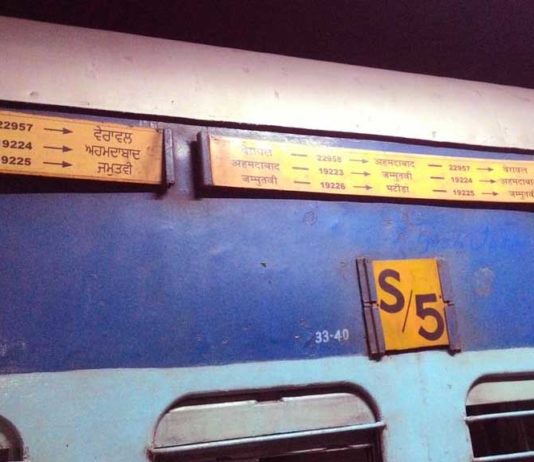 22957 → ਵੇਰਾਵਲ
19224 → ਅਹਮਦਾਬਾਦ
19225 → ਜਮੂਤਵੀ
वेरावल — 22958 → अहमदाबाद — 22957 → वेरावल
अहमदाबाद — 19223 → जम्मुतवी — 19224 → अहमदाबाद
जम्मुतवी — 19226 → भटींडा — 19225 → जम्मुतवी
S/5
33-40